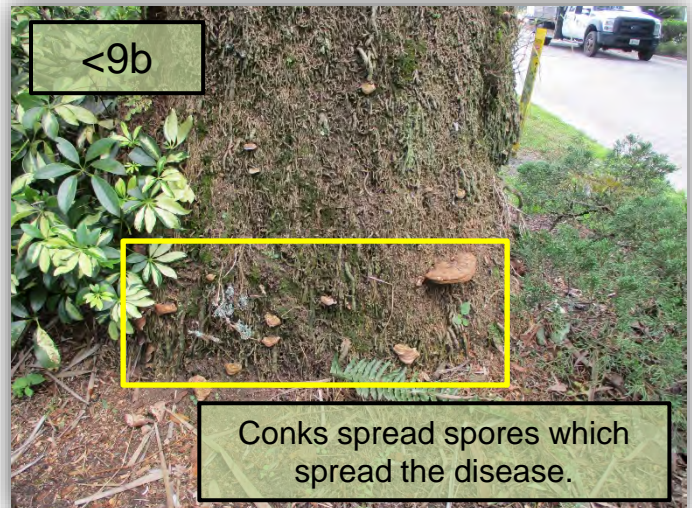 <9b
Conks spread spores which
spread the disease.